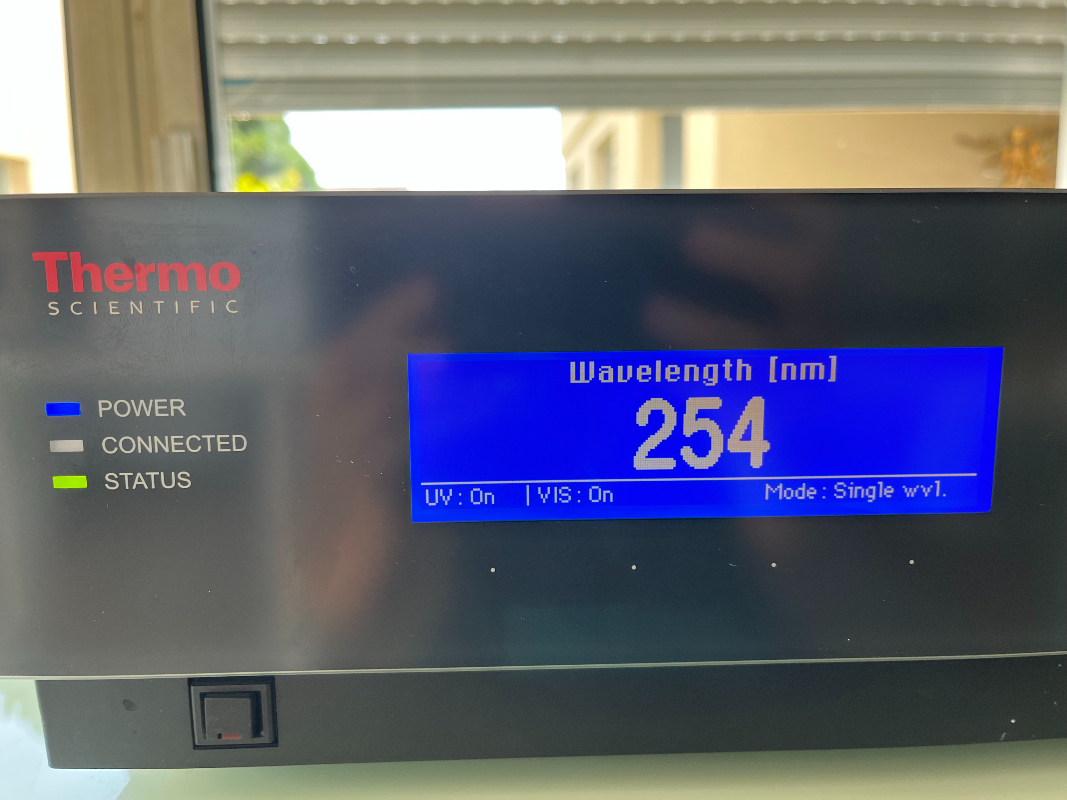 Thermo
SCIENTIFIC
POWER
CONNECTED
STATUS
Wavelength [nm]
254
UV : On | VIS : On Mode : Single wvl.